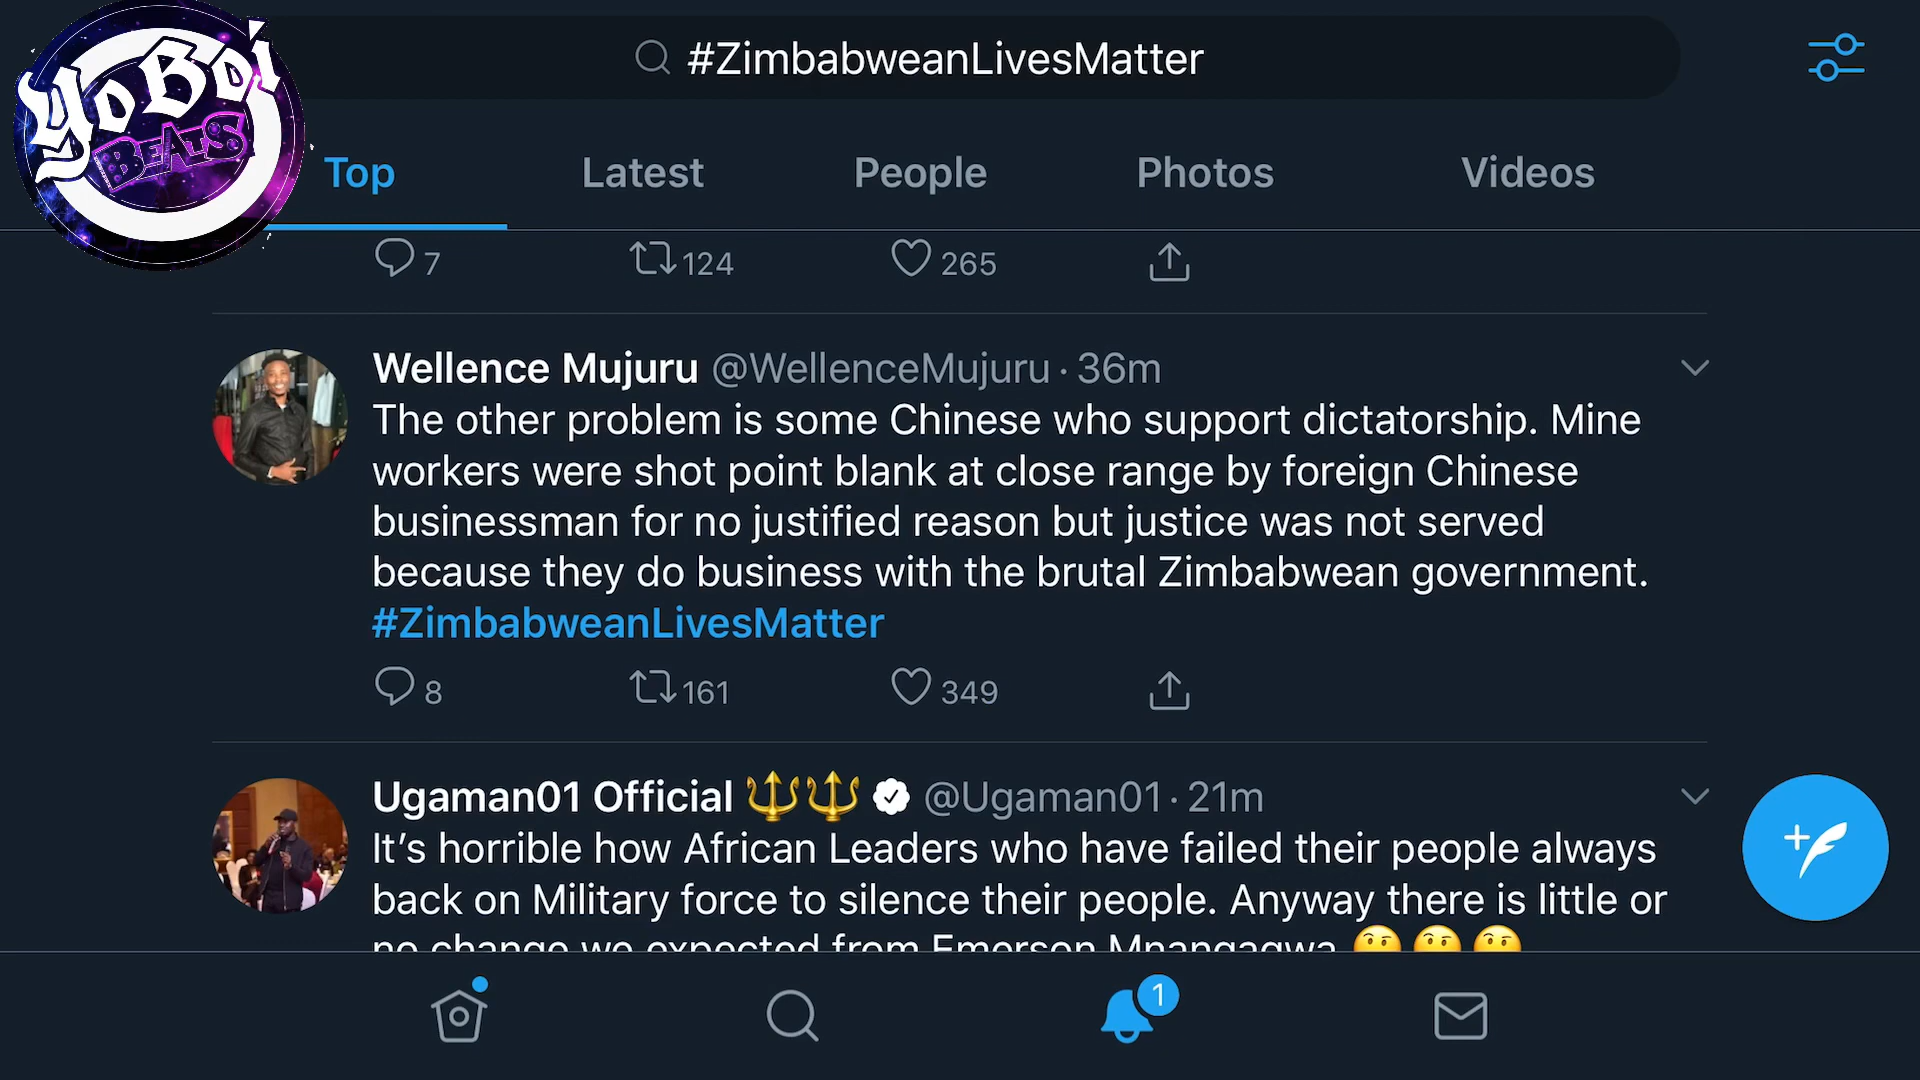 YoBoi
BEATS
#ZimbabweanLivesMatter
Top Latest People Photos Videos
7 124 265
Wellence Mujuru @WellenceMujuru · 36m
The other problem is some Chinese who support dictatorship. Mine
workers were shot point blank at close range by foreign Chinese
businessman for no justified reason but justice was not served
because they do business with the brutal Zimbabwean government.
#ZimbabweanLivesMatter
8 161 349
Ugaman01 Official 🔱🔱 @Ugaman01 · 21m
It’s horrible how African Leaders who have failed their people always
back on Military force to silence their people. Anyway there is little or
no change we expected from Emerson Mnangagwa 🤔🤔🤔
1